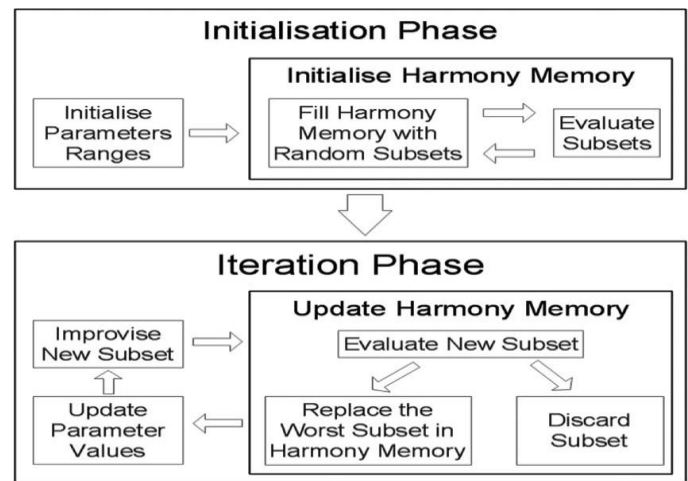 Initialisation Phase
Initialise Harmony Memory
Initialise
Parameters
Ranges
Fill Harmony
Memory with
Random Subsets
Evaluate
Subsets
Iteration Phase
Update Harmony Memory
Improvise
New Subset
Evaluate New Subset
Update
Parameter
Values
Replace the
Worst Subset in
Harmony Memory
Discard
Subset